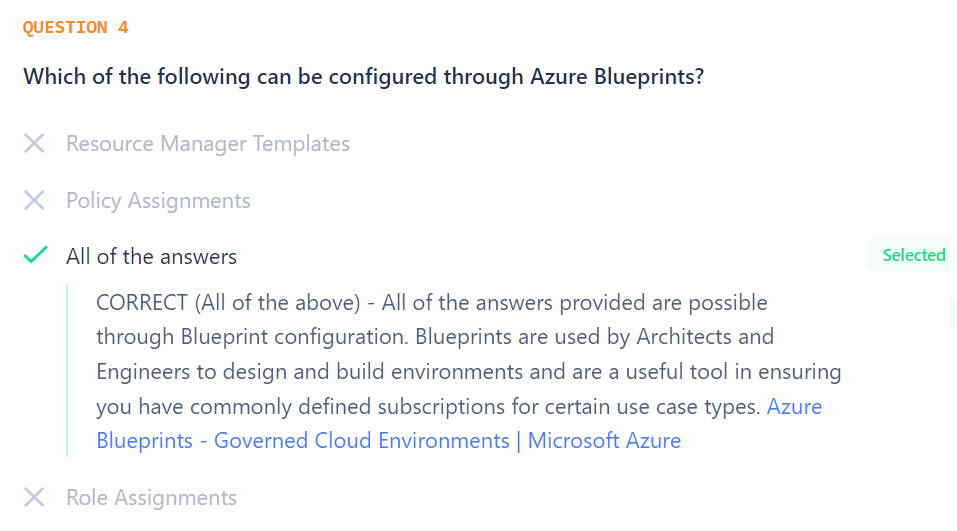 QUESTION 4
Which of the following can be configured through Azure Blueprints?
Resource Manager Templates
Policy Assignments
All of the answers
Selected
CORRECT (All of the above) - All of the answers provided are possible
through Blueprint configuration. Blueprints are used by Architects and
Engineers to design and build environments and are a useful tool in ensuring
you have commonly defined subscriptions for certain use case types. Azure
Blueprints - Governed Cloud Environments | Microsoft Azure
Role Assignments